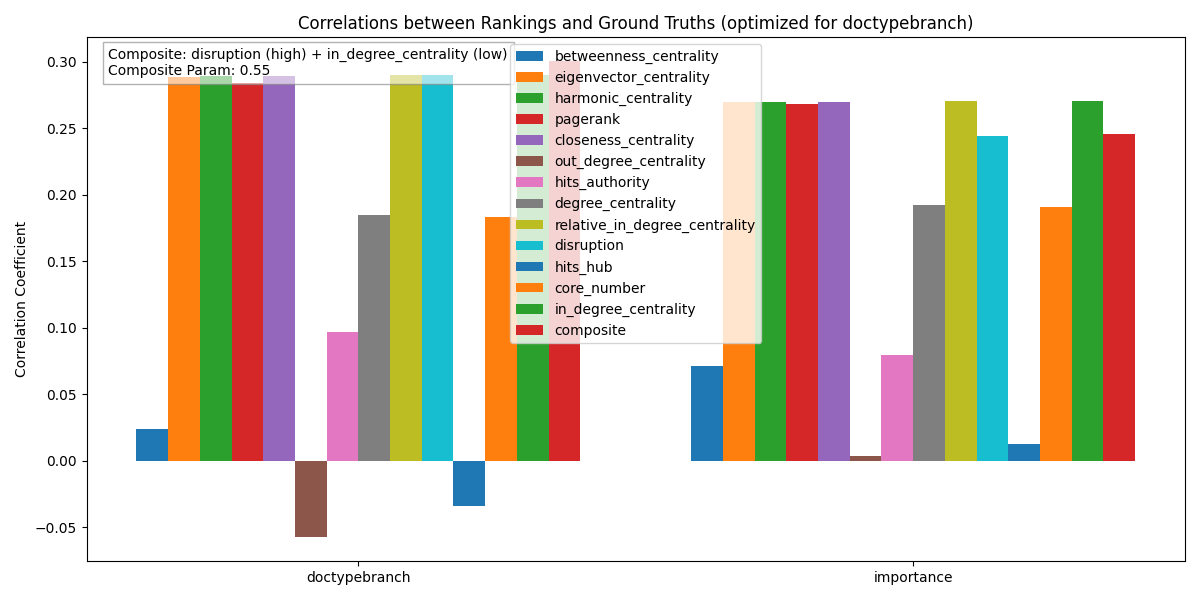 Correlations between Rankings and Ground Truths (optimized for doctypebranch)
Composite: disruption (high) + in_degree_centrality (low)
Composite Param: 0.55
betweenness_centrality
eigenvector_centrality
harmonic_centrality
pagerank
closeness_centrality
out_degree_centrality
hits_authority
degree_centrality
relative_in_degree_centrality
disruption
hits_hub
core_number
in_degree_centrality
composite
Correlation Coefficient
0.30
0.25
0.20
0.15
0.10
0.05
0.00
−0.05
doctypebranch
importance